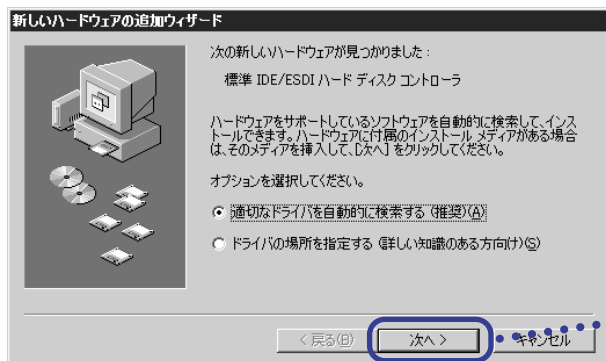 新しいハードウェアの追加ウィザード
次の新しいハードウェアが見つかりました :
標準 IDE/ESDI ハード ディスク コントローラ
ハードウェアをサポートしているソフトウェアを自動的に検索して、インス
トールできます。ハードウェアに付属のインストール メディアがある場合
は、そのメディアを挿入して、[次へ] をクリックしてください。
オプションを選択してください。
適切なドライバを自動的に検索する (推奨)(A)
ドライバの場所を指定する (詳しい知識のある方向け)(S)
< 戻る(B)
次へ >
キャンセル